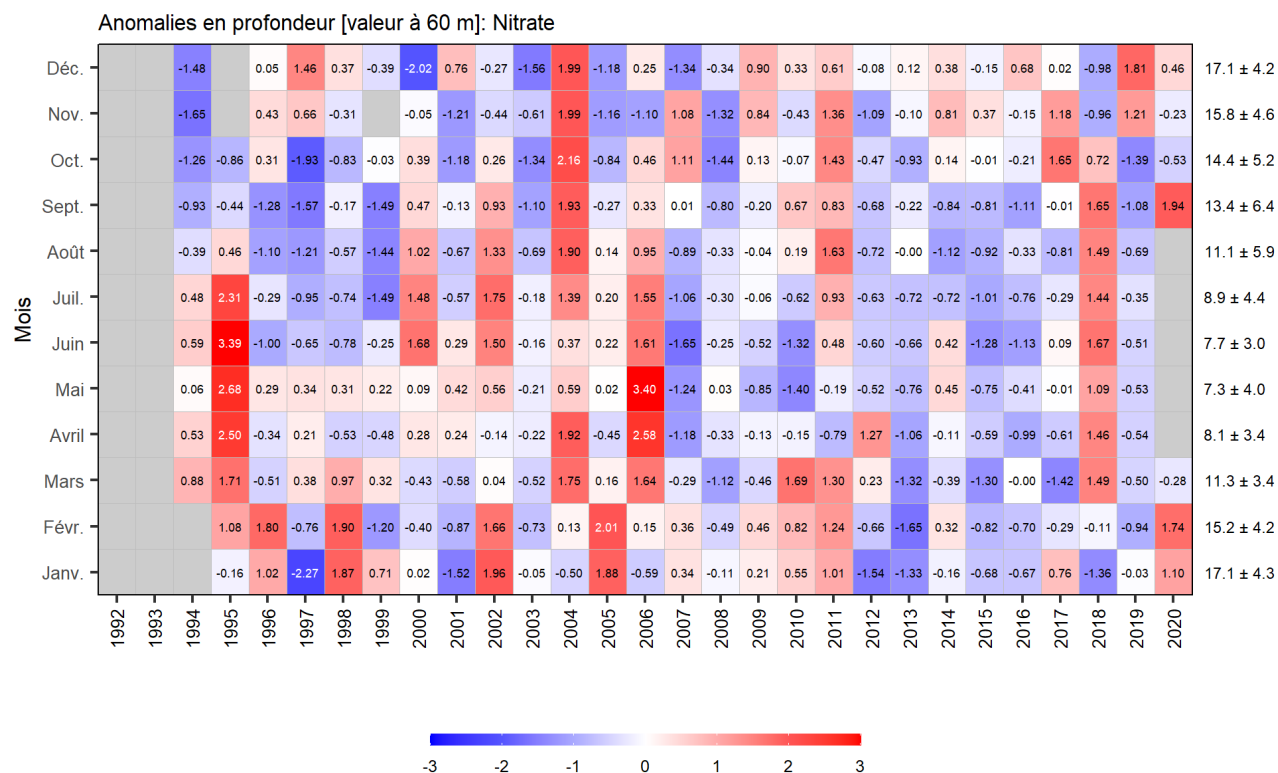 Anomalies en profondeur [valeur à 60 m]: Nitrate
Mois
Déc. -1.48 0.05 1.46 0.37 -0.39 -2.02 0.76 -0.27 -1.56 1.99 -1.18 0.25 -1.34 -0.34 0.90 0.33 0.61 -0.08 0.12 0.38 -0.15 0.68 0.02 -0.98 1.81 0.46 17.1 ± 4.2
Nov. -1.65 0.43 0.66 -0.31 -0.05 -1.21 -0.44 -0.61 1.99 -1.16 -1.10 1.08 -1.32 0.84 -0.43 1.36 -1.09 -0.10 0.81 0.37 -0.15 1.18 -0.96 1.21 -0.23 15.8 ± 4.6
Oct. -1.26 -0.86 0.31 -1.93 -0.83 -0.03 0.39 -1.18 0.26 -1.34 2.16 -0.84 0.46 1.11 -1.44 0.13 -0.07 1.43 -0.47 -0.93 0.14 -0.01 -0.21 1.65 0.72 -1.39 -0.53 14.4 ± 5.2
Sept. -0.93 -0.44 -1.28 -1.57 -0.17 -1.49 0.47 -0.13 0.93 -1.10 1.93 -0.27 0.33 0.01 -0.80 -0.20 0.67 0.83 -0.68 -0.22 -0.84 -0.81 -1.11 -0.01 1.65 -1.08 1.94 13.4 ± 6.4
Août -0.39 0.46 -1.10 -1.21 -0.57 -1.44 1.02 -0.67 1.33 -0.69 1.90 0.14 0.95 -0.89 -0.33 -0.04 0.19 1.63 -0.72 -0.00 -1.12 -0.92 -0.33 -0.81 1.49 -0.69 11.1 ± 5.9
Juil. 0.48 2.31 -0.29 -0.95 -0.74 -1.49 1.48 -0.57 1.75 -0.18 1.39 0.20 1.55 -1.06 -0.30 -0.06 -0.62 0.93 -0.63 -0.72 -0.72 -1.01 -0.76 -0.29 1.44 -0.35 8.9 ± 4.4
Juin 0.59 3.39 -1.00 -0.65 -0.78 -0.25 1.68 0.29 1.50 -0.16 0.37 0.22 1.61 -1.65 -0.25 -0.52 -1.32 0.48 -0.60 -0.66 0.42 -1.28 -1.13 0.09 1.67 -0.51 7.7 ± 3.0
Mai 0.06 2.68 0.29 0.34 0.31 0.22 0.09 0.42 0.56 -0.21 0.59 0.02 3.40 -1.24 0.03 -0.85 -1.40 -0.19 -0.52 -0.76 0.45 -0.75 -0.41 -0.01 1.09 -0.53 7.3 ± 4.0
Avril 0.53 2.50 -0.34 0.21 -0.53 -0.48 0.28 0.24 -0.14 -0.22 1.92 -0.45 2.58 -1.18 -0.33 -0.13 -0.15 -0.79 1.27 -1.06 -0.11 -0.59 -0.99 -0.61 1.46 -0.54 8.1 ± 3.4
Mars 0.88 1.71 -0.51 0.38 0.97 0.32 -0.43 -0.58 0.04 -0.52 1.75 0.16 1.64 -0.29 -1.12 -0.46 1.69 1.30 0.23 -1.32 -0.39 -1.30 -0.00 -1.42 1.49 -0.50 -0.28 11.3 ± 3.4
Févr. 1.08 1.80 -0.76 1.90 -1.20 -0.40 -0.87 1.66 -0.73 0.13 2.01 0.15 0.36 -0.49 0.46 0.82 1.24 -0.66 -1.65 0.32 -0.82 -0.70 -0.29 -0.11 -0.94 1.74 15.2 ± 4.2
Janv. -0.16 1.02 -2.27 1.87 0.71 0.02 -1.52 1.96 -0.05 -0.50 1.88 -0.59 0.34 -0.11 0.21 0.55 1.01 -1.54 -1.33 -0.16 -0.68 -0.67 0.76 -1.36 -0.03 1.10 17.1 ± 4.3
1992 1993 1994 1995 1996 1997 1998 1999 2000 2001 2002 2003 2004 2005 2006 2007 2008 2009 2010 2011 2012 2013 2014 2015 2016 2017 2018 2019 2020
-3 -2 -1 0 1 2 3